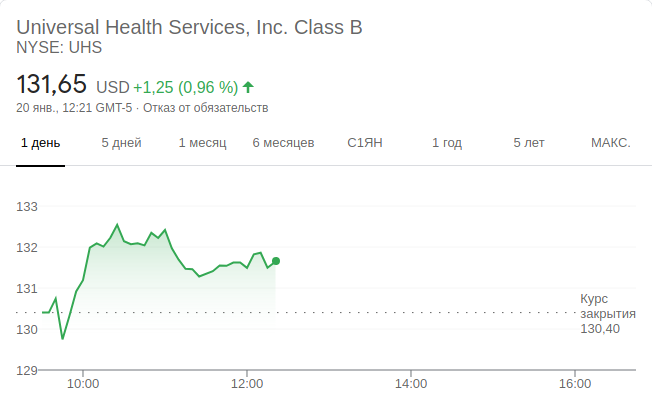 Universal Health Services, Inc. Class B
NYSE: UHS
131,65 USD +1,25 (0,96 %)
20 янв., 12:21 GMT-5 · Отказ от обязательств
1 день 5 дней 1 месяц 6 месяцев С1ЯН 1 год 5 лет МАКС.
133
132
131
Курс
закрытия
130,40
130
129
10:00 12:00 14:00 16:00